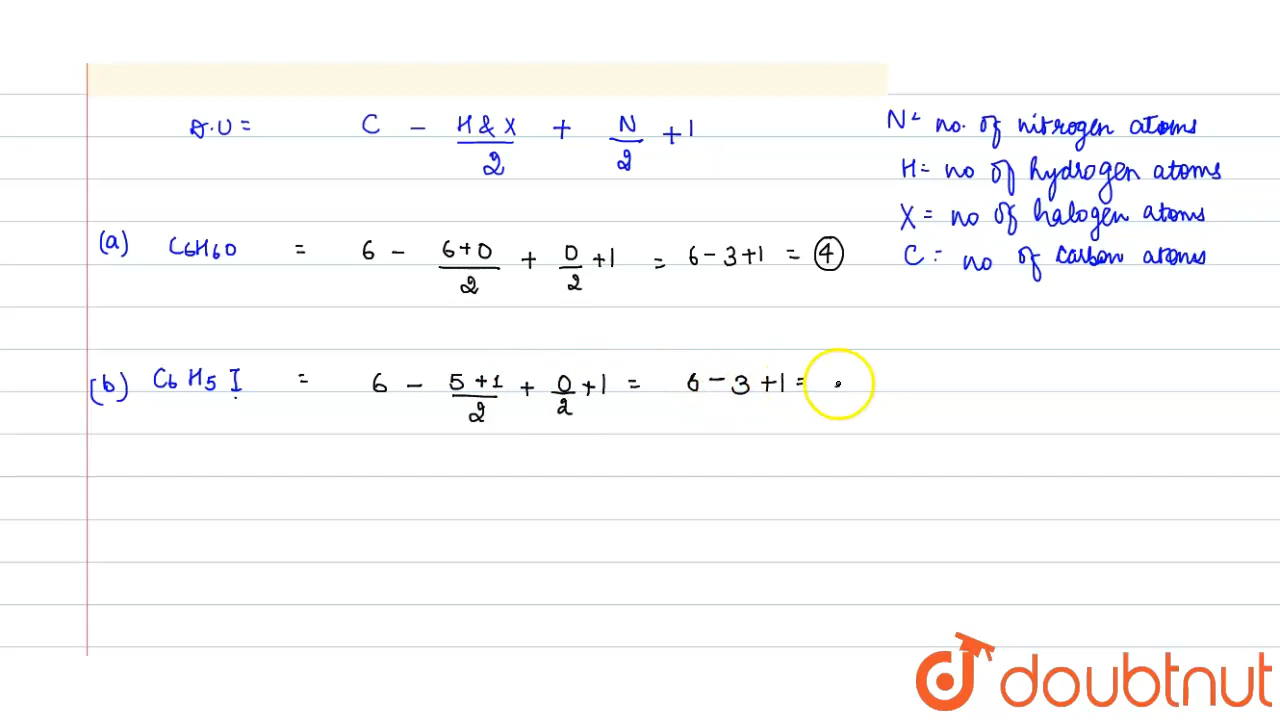 D.U = C - H & X / 2 + N / 2 + 1
N = no. of nitrogen atoms
H = no of hydrogen atoms
X = no of halogen atoms
C = no of carbon atoms
(a) C6H6O = 6 - 6+0 / 2 + 0 / 2 + 1 = 6 - 3 + 1 = 4
(b) C6H5I = 6 - 5+1 / 2 + 0 / 2 + 1 = 6 - 3 + 1 =
doubtnut